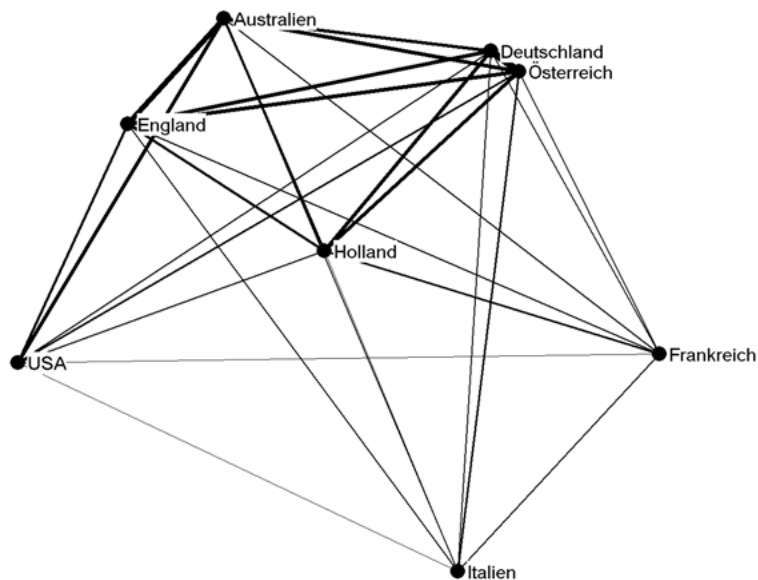 Australien
Deutschland
Österreich
England
Holland
Frankreich
USA
Italien